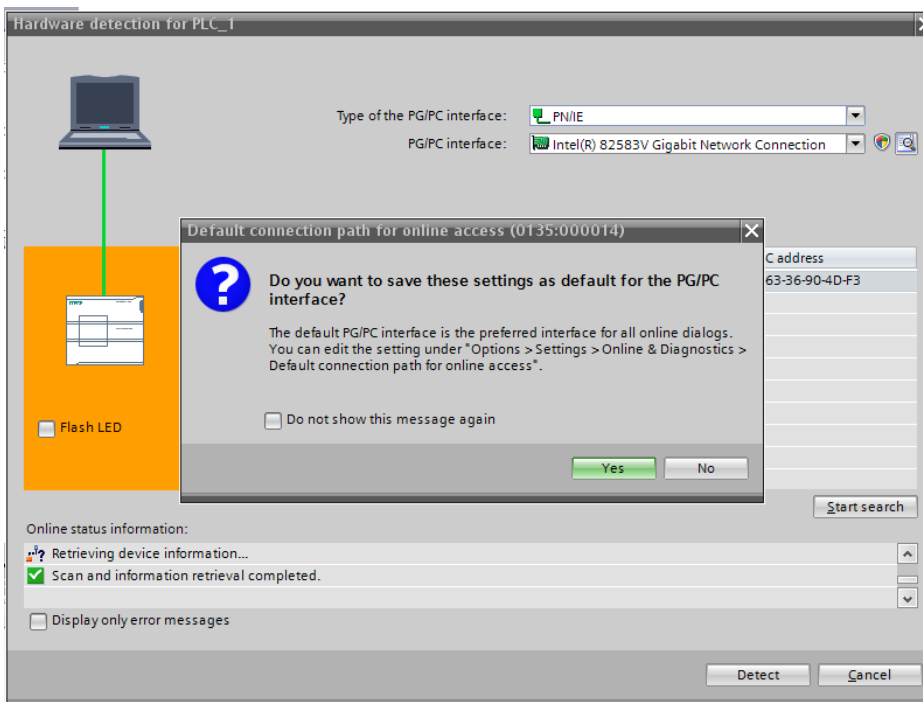 Hardware detection for PLC_1
Type of the PG/PC interface:
PN/IE
PG/PC interface:
Intel(R) 82583V Gigabit Network Connection
Default connection path for online access (0135:000014)
Do you want to save these settings as default for the PG/PC
interface?
The default PG/PC interface is the preferred interface for all online dialogs.
You can edit the setting under "Options > Settings > Online & Diagnostics >
Default connection path for online access".
Do not show this message again
Yes
No
C address
63-36-90-4D-F3
Flash LED
Start search
Online status information:
Retrieving device information...
Scan and information retrieval completed.
Display only error messages
Detect
Cancel